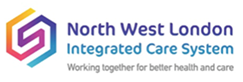 North West London
Integrated Care System
Working together for better health and care